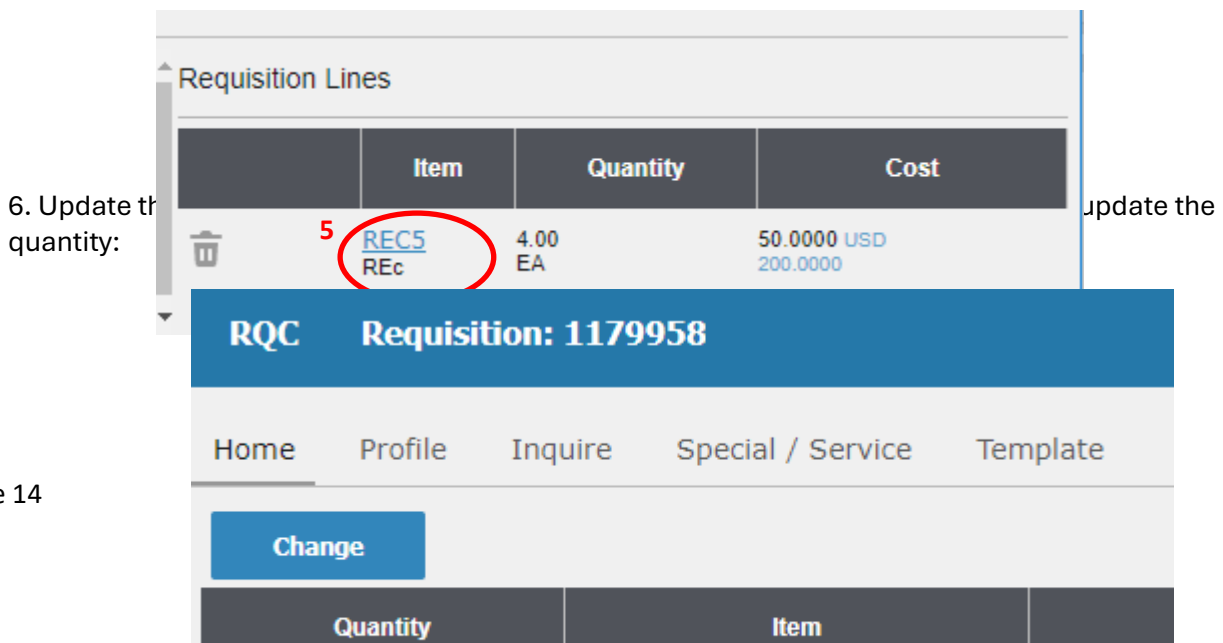 Requisition Lines
Item Quantity Cost
6. Update update the
quantity:
5 REC5 4.00 50.0000 USD
REc EA 200.0000
RQC Requisition: 1179958
Home Profile Inquire Special / Service Template
14
Change
Quantity Item